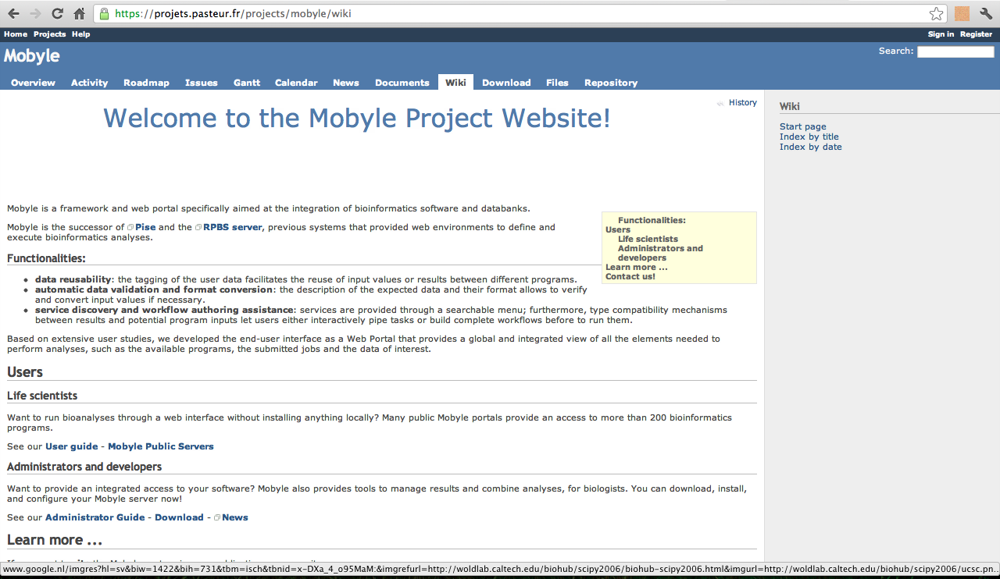 https://projets.pasteur.fr/projects/mobyle/wiki
Home Projects Help
Sign in Register
Mobyle
Search:
Overview Activity Roadmap Issues Gantt Calendar News Documents Wiki Download Files Repository
History
Welcome to the Mobyle Project Website!
Mobyle is a framework and web portal specifically aimed at the integration of bioinformatics software and databanks.
Mobyle is the successor of Pise and the RPBS server, previous systems that provided web environments to define and
execute bioinformatics analyses.
Functionalities:
Users
Life scientists
Administrators and
developers
Learn more ...
Contact us!
Functionalities:
• data reusability: the tagging of the user data facilitates the reuse of input values or results between different programs.
• automatic data validation and format conversion: the description of the expected data and their format allows to verify
and convert input values if necessary.
• service discovery and workflow authoring assistance: services are provided through a searchable menu; furthermore, type compatibility mechanisms
between results and potential program inputs let users either interactively pipe tasks or build complete workflows before to run them.
Based on extensive user studies, we developed the end-user interface as a Web Portal that provides a global and integrated view of all the elements needed to
perform analyses, such as the available programs, the submitted jobs and the data of interest.
Users
Life scientists
Want to run bioanalyses through a web interface without installing anything locally? Many public Mobyle portals provide an access to more than 200 bioinformatics
programs.
See our User guide - Mobyle Public Servers
Administrators and developers
Want to provide an integrated access to your software? Mobyle also provides tools to manage results and combine analyses, for biologists. You can download, install,
and configure your Mobyle server now!
See our Administrator Guide - Download - News
Learn more ...
Wiki
Start page
Index by title
Index by date
www.google.nl/imgres?hl=sv&biw=1422&bih=731&tbm=isch&tbnid=x-DXa_4_o95MaM:&imgrefurl=http://woldlab.caltech.edu/biohub/scipy2006/biohub-scipy2006.html&imgurl=http://woldlab.caltech.edu/biohub/scipy2006/ucsc.pn...